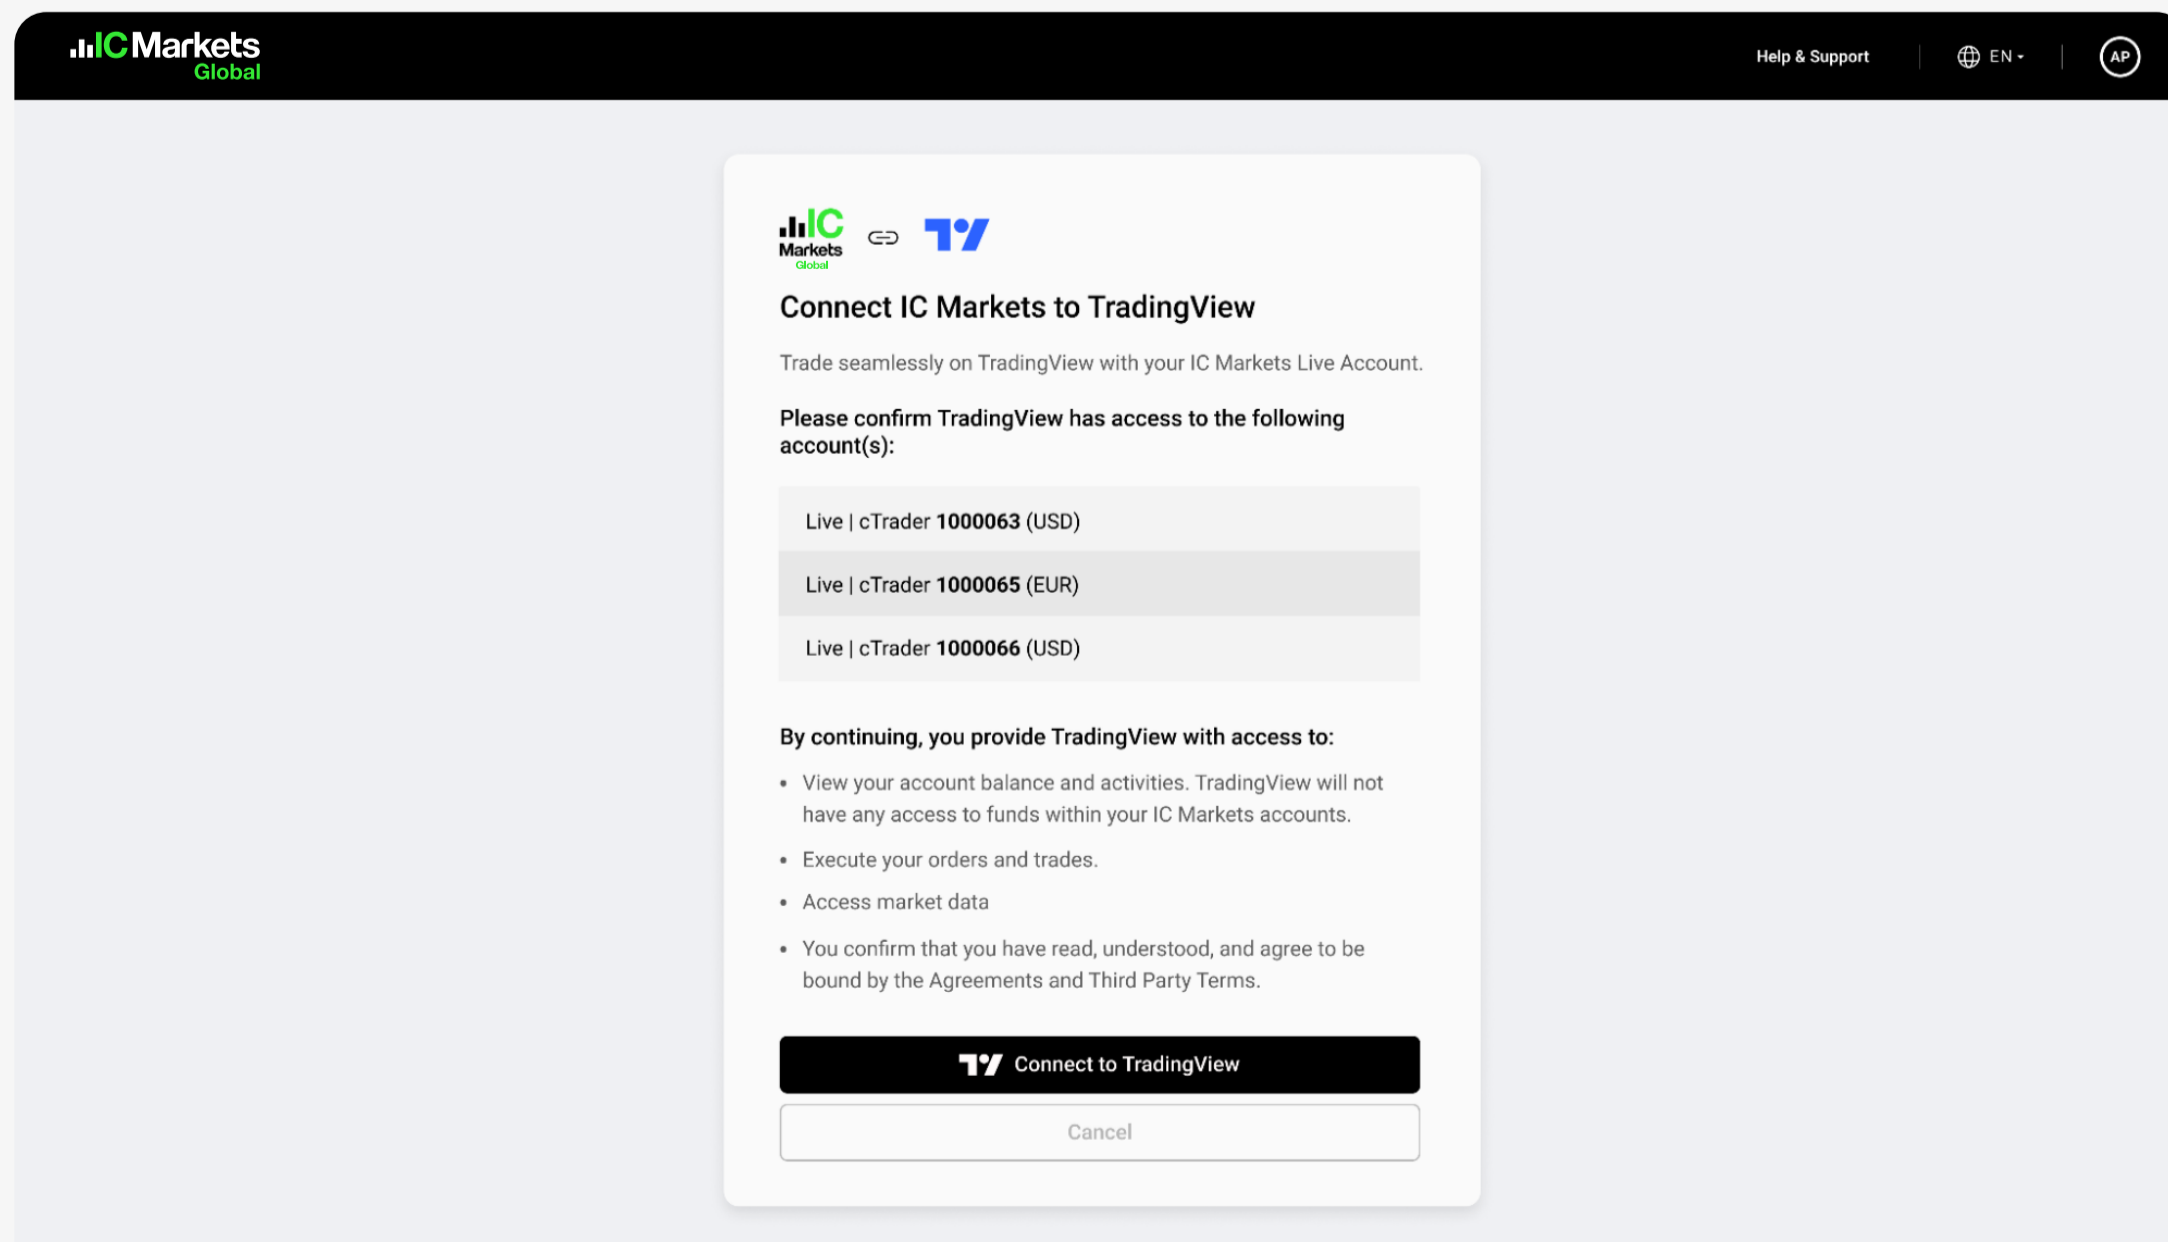 IC Markets
Global
Help & Support
EN
AP
IC
Markets
Global
Connect IC Markets to TradingView
Trade seamlessly on TradingView with your IC Markets Live Account.
Please confirm TradingView has access to the following
account(s):
Live | cTrader 1000063 (USD)
Live | cTrader 1000065 (EUR)
Live | cTrader 1000066 (USD)
By continuing, you provide TradingView with access to:
• View your account balance and activities. TradingView will not
have any access to funds within your IC Markets accounts.
• Execute your orders and trades.
• Access market data
• You confirm that you have read, understood, and agree to be
bound by the Agreements and Third Party Terms.
Connect to TradingView
Cancel